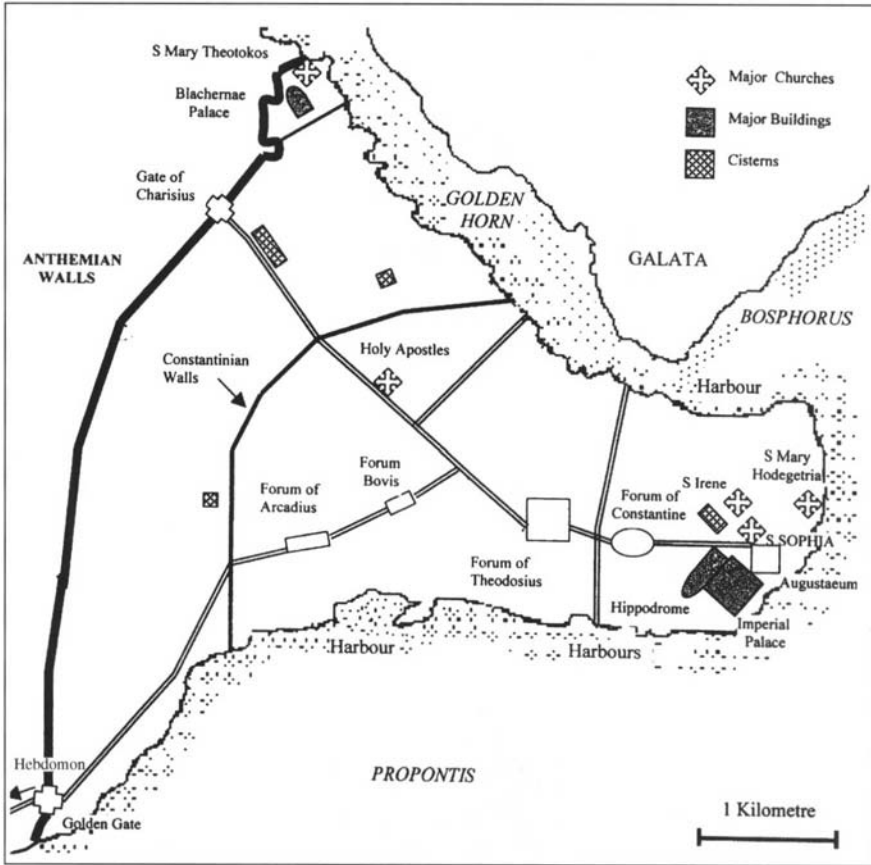 S Mary Theotokos
Blachernae
Palace
Major Churches
Major Buildings
Cisterns
Gate of
Charisius
GOLDEN
HORN
GALATA
ANTHEMIAN
WALLS
BOSPHORUS
Constantinian
Walls
Holy Apostles
Harbour
S Mary
Hodegetria
S Irene
Forum
Bovis
Forum of
Arcadius
Forum of
Constantine
S SOPHIA
Forum of
Theodosius
Augustaeum
Hippodrome
Imperial
Palace
Harbour
Harbours
Hebdomon
PROPONTIS
Golden Gate
1 Kilometre